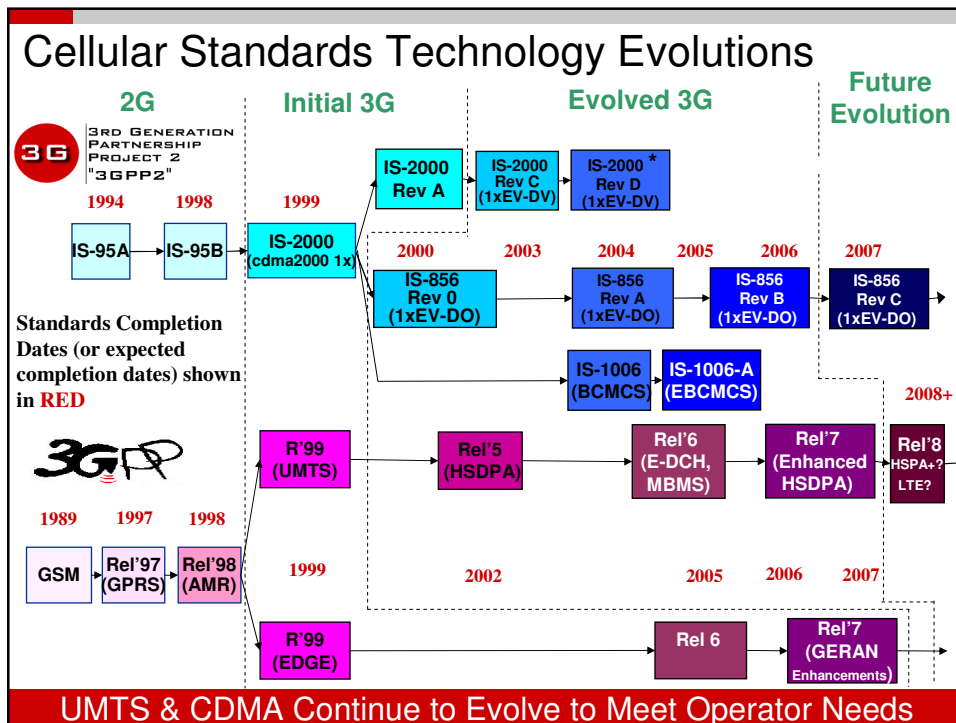 Cellular Standards Technology Evolutions
2G
Initial 3G
Evolved 3G
Future
Evolution
3G
3RD GENERATION
PARTNERSHIP
PROJECT 2
"3GPP2"
IS-2000
Rev A
IS-2000
Rev C
(1xEV-DV)
IS-2000 *
Rev D
(1xEV-DV)
1994
1998
1999
IS-95A
IS-95B
IS-2000
(cdma2000 1x)
2000
2003
2004
2005
2006
2007
IS-856
Rev 0
(1xEV-DO)
IS-856
Rev A
(1xEV-DO)
IS-856
Rev B
(1xEV-DO)
IS-856
Rev C
(1xEV-DO)
Standards Completion
Dates (or expected
completion dates) shown
in RED
IS-1006
(BCMCS)
IS-1006-A
(EBCMCS)
2008+
3GPP
R'99
(UMTS)
Rel'5
(HSDPA)
Rel'6
(E-DCH,
MBMS)
Rel'7
(Enhanced
HSDPA)
Rel'8
HSPA+?
LTE?
1989
1997
1998
GSM
Rel'97
(GPRS)
Rel'98
(AMR)
1999
2002
2005
2006
2007
R'99
(EDGE)
Rel 6
Rel'7
(GERAN
Enhancements)
UMTS & CDMA Continue to Evolve to Meet Operator Needs